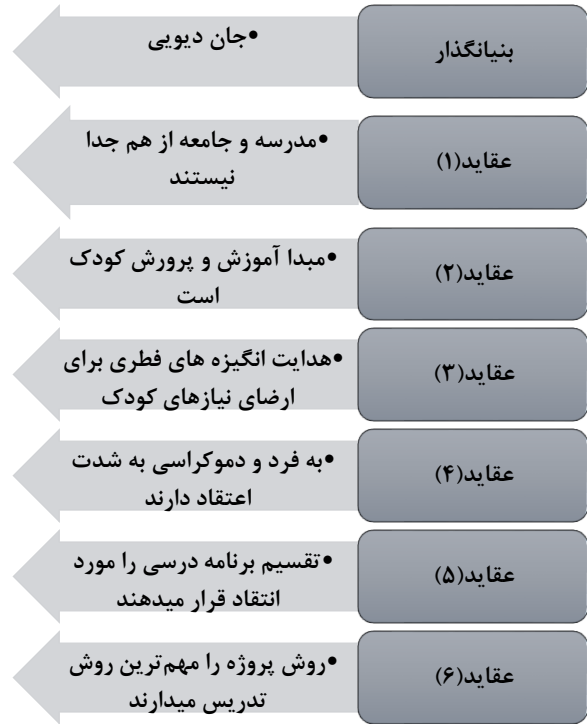 بنیانگذار
•جان دیویی
عقاید(۱)
•مدرسه و جامعه از هم جدا
نیستند
عقاید(۲)
•مبدا آموزش و پرورش کودک
است
عقاید(۳)
•هدایت انگیزه های فطری برای
ارضای نیازهای کودک
عقاید(۴)
•به فرد و دموکراسی به شدت
اعتقاد دارند
عقاید(۵)
•تقسیم برنامه درسی را مورد
انتقاد قرار میدهند
عقاید(۶)
•روش پروژه را مهم‌ترین روش
تدریس میدارند